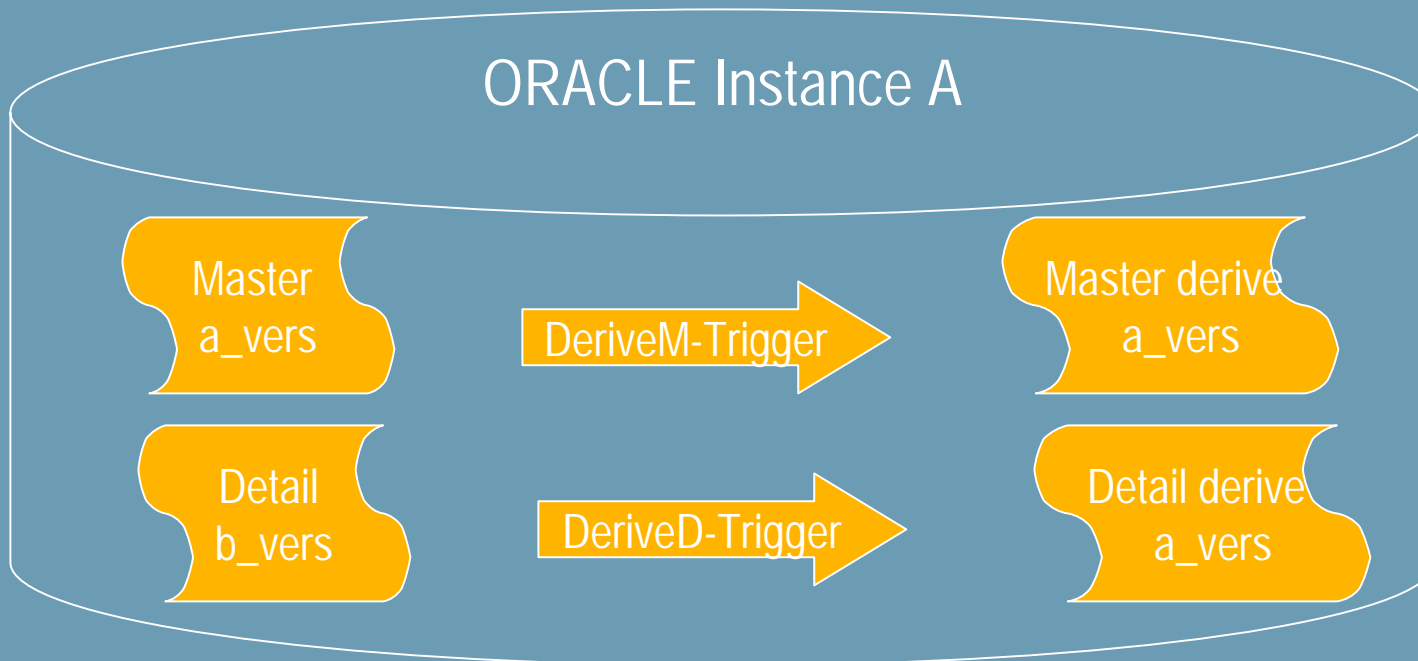 ORACLE Instance A
Master
a_vers
DeriveM-Trigger
Master derive
a_vers
Detail
b_vers
DeriveD-Trigger
Detail derive
a_vers